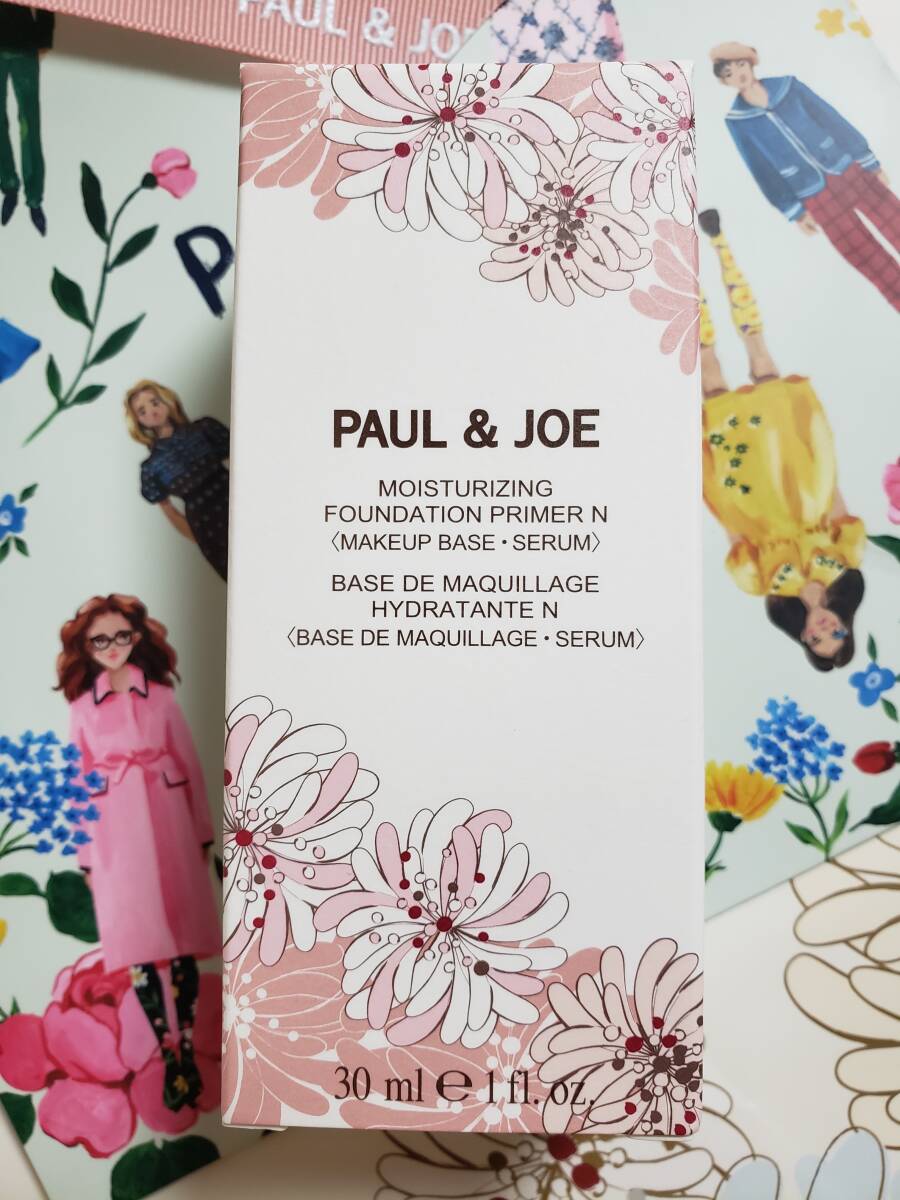 PAUL & JOE
P
PAUL & JOE
MOISTURIZING
FOUNDATION PRIMER N
〈MAKEUP BASE・SERUM〉
BASE DE MAQUILLAGE
HYDRATANTE N
〈BASE DE MAQUILLAGE・SERUM〉
30 ml ℮ 1 fl. oz.